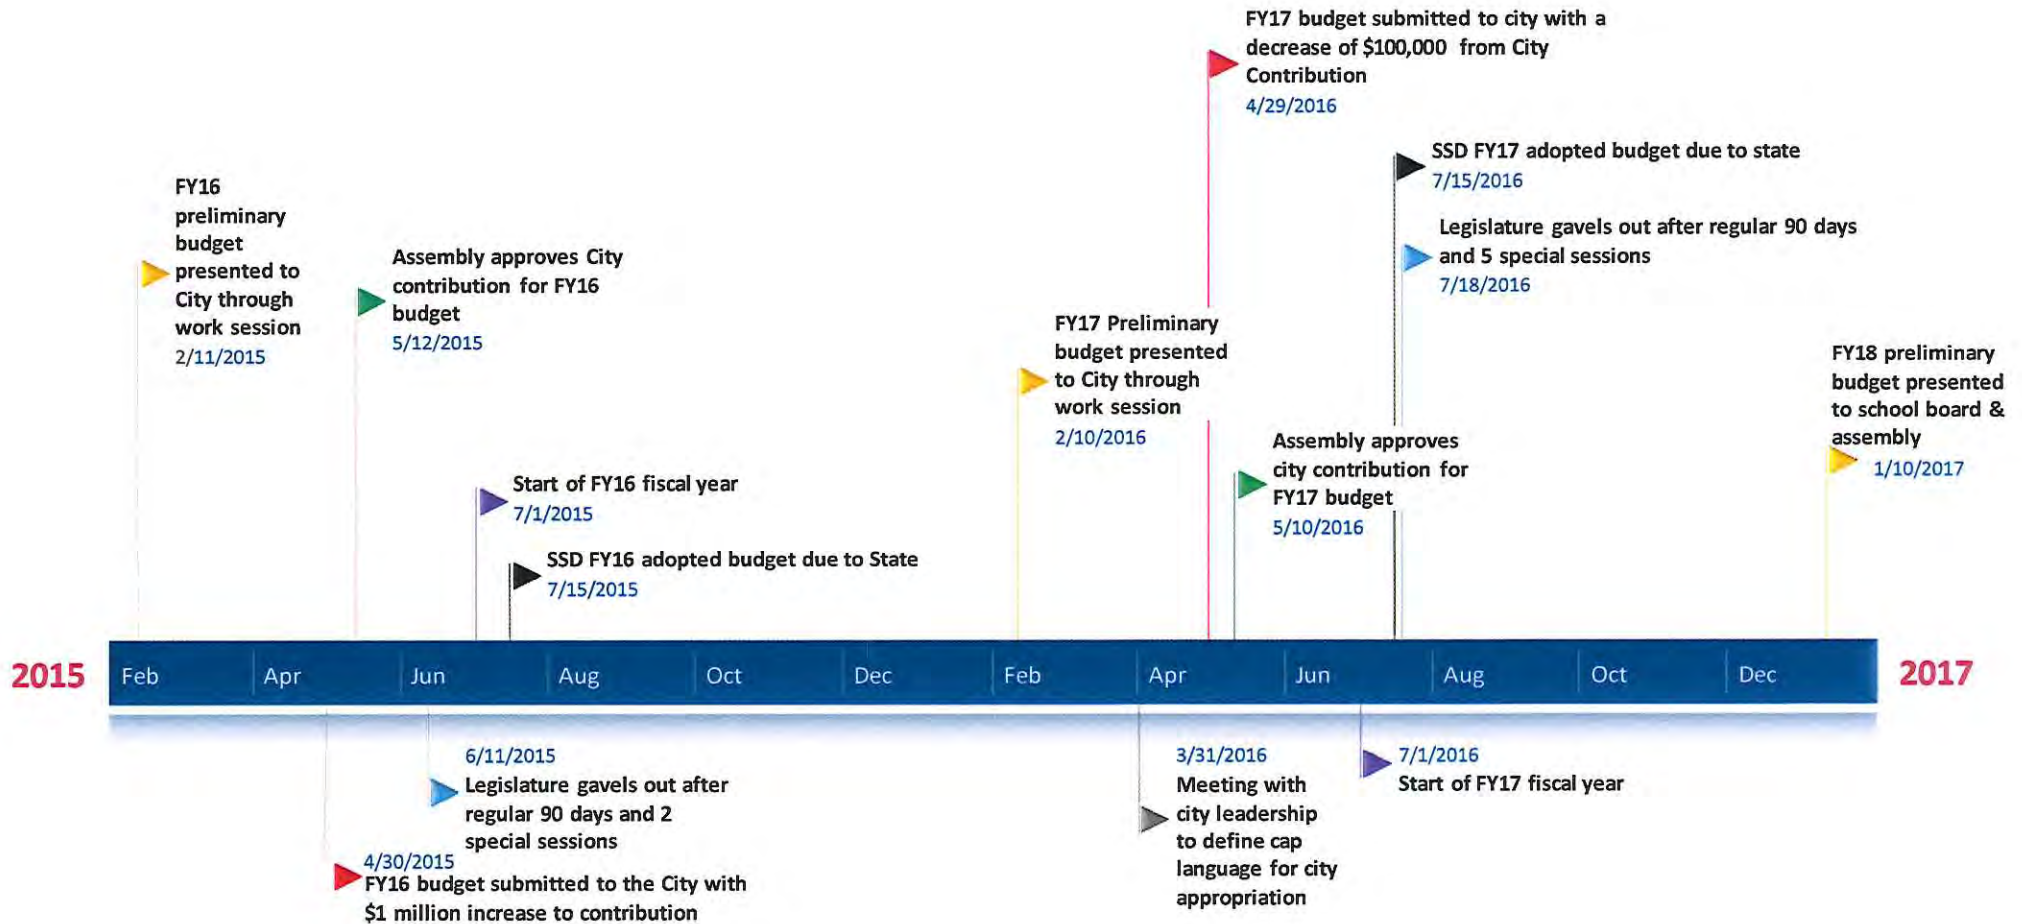 FY17 budget submitted to city with a
decrease of $100,000 from City
Contribution
4/29/2016
SSD FY17 adopted budget due to state
7/15/2016
Legislature gavels out after regular 90 days
and 5 special sessions
7/18/2016
FY16
preliminary
budget
presented to
City through
work session
2/11/2015
Assembly approves City
contribution for FY16
budget
5/12/2015
FY17 Preliminary
budget presented
to City through
work session
2/10/2016
FY18 preliminary
budget presented
to school board &
assembly
1/10/2017
Assembly approves
city contribution for
FY17 budget
5/10/2016
Start of FY16 fiscal year
7/1/2015
SSD FY16 adopted budget due to State
7/15/2015
2015
Feb
Apr
Jun
Aug
Oct
Dec
Feb
Apr
Jun
Aug
Oct
Dec
2017
6/11/2015
Legislature gavels out after
regular 90 days and 2
special sessions
4/30/2015
FY16 budget submitted to the City with
$1 million increase to contribution
3/31/2016
Meeting with
city leadership
to define cap
language for city
appropriation
7/1/2016
Start of FY17 fiscal year